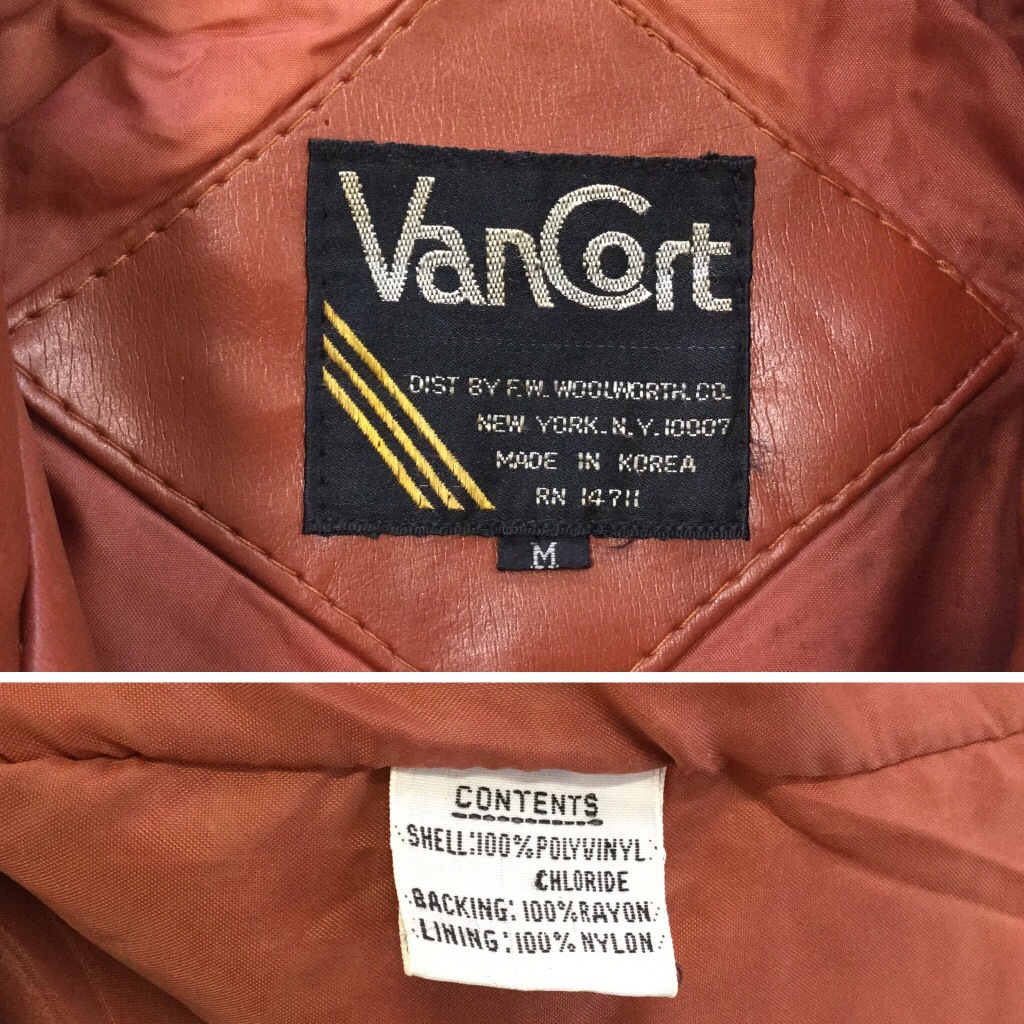 VanCort
DIST BY F.W. WOOLWORTH.CO.
NEW YORK.N.Y.10007
MADE IN KOREA
RN 14711
M
CONTENTS
SHELL:100%POLYVINYL
CHLORIDE
BACKING:100%RAYON
LINING:100%NYLON